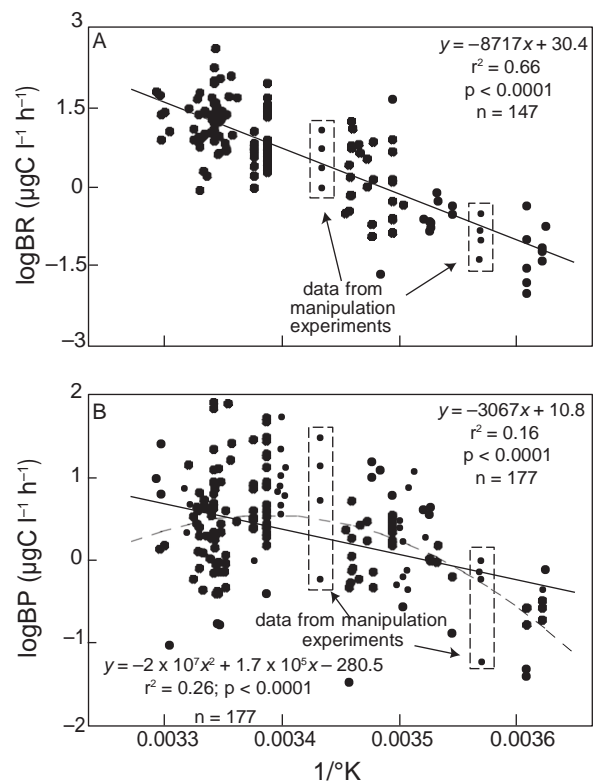 A
y = –8717x + 30.4
r² = 0.66
p < 0.0001
n = 147
3
1.5
0
–1.5
–3
logBR (µgC l⁻¹ h⁻¹)
data from
manipulation
experiments
B
y = –3067x + 10.8
r² = 0.16
p < 0.0001
n = 177
2
1
0
–1
–2
logBP (µgC l⁻¹ h⁻¹)
data from manipulation
experiments
y = –2 x 10⁷x² + 1.7 x 10⁵x – 280.5
r² = 0.26; p < 0.0001
n = 177
0.0033 0.0034 0.0035 0.0036
1/°K